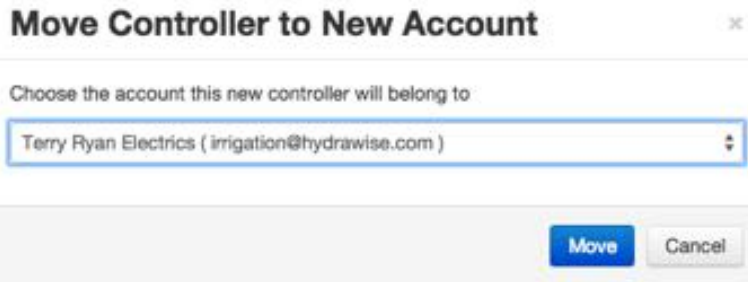 Move Controller to New Account
×
Choose the account this new controller will belong to
Terry Ryan Electrics ( irrigation@hydrawise.com )
Move Cancel